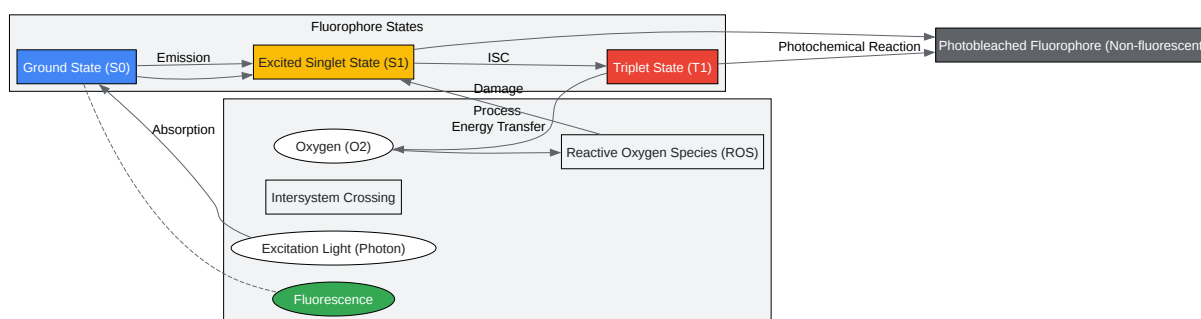 Fluorophore States
Ground State (S0)
Emission
Excited Singlet State (S1)
ISC
Triplet State (T1)
Photochemical Reaction
Photobleached Fluorophore (Non-fluorescent
Damage
Process
Energy Transfer
Absorption
Oxygen (O2)
Reactive Oxygen Species (ROS)
Intersystem Crossing
Excitation Light (Photon)
Fluorescence